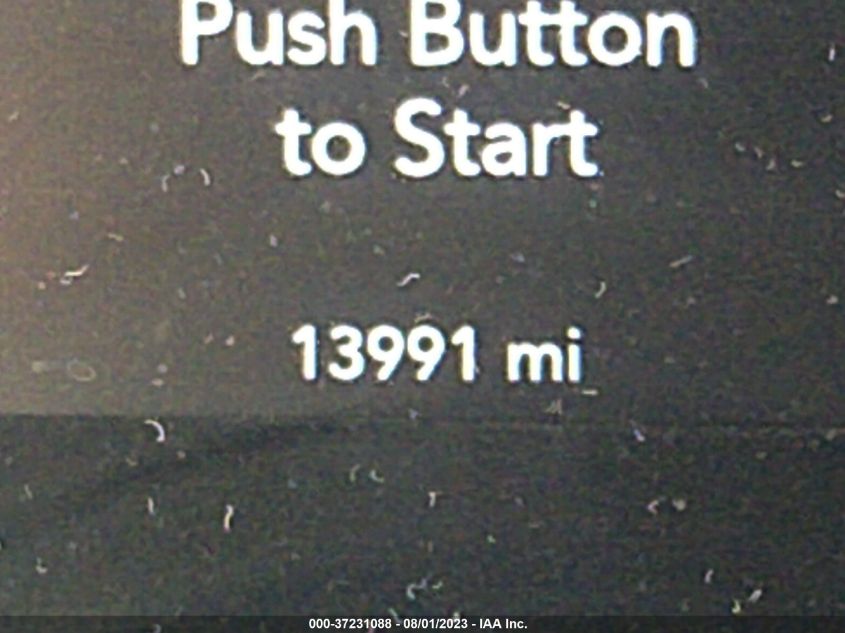 Push Button
to Start
13991 mi
000-37231088 - 08/01/2023 - IAA Inc.